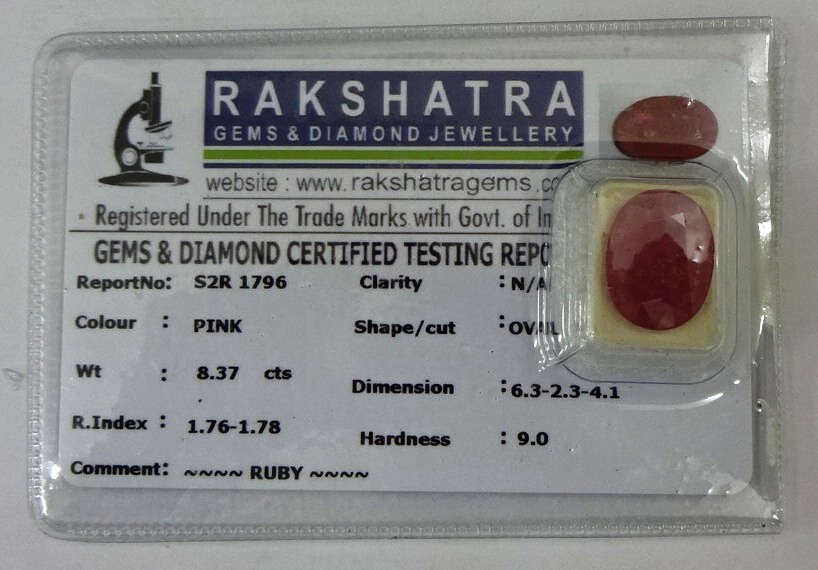 RAKSHATRA
GEMS & DIAMOND JEWELLERY
website : www. rakshatragems.co
Registered Under The Trade Marks with Govt. of In
GEMS & DIAMOND CERTIFIED TESTING REPO
ReportNo: S2R 1796 Clarity : N/A
Colour : PINK Shape/cut : OVAL
Wt : 8.37 cts Dimension : 6.3-2.3-4.1
R.Index : 1.76-1.78 Hardness : 9.0
Comment: ~~~~ RUBY ~~~~